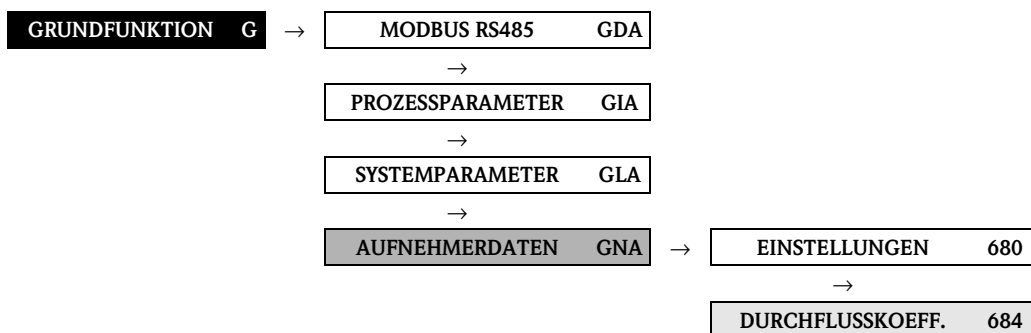 GRUNDFUNKTION G → MODBUS RS485 GDA
→
PROZESSPARAMETER GIA
→
SYSTEMPARAMETER GLA
→
AUFNEHMERDATEN GNA → EINSTELLUNGEN 680
→
DURCHFLUSSKOEFF. 684